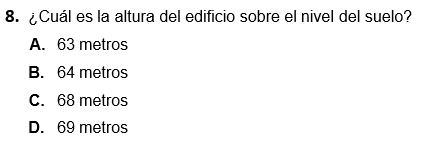 8. ¿Cuál es la altura del edificio sobre el nivel del suelo?
A. 63 metros
B. 64 metros
C. 68 metros
D. 69 metros